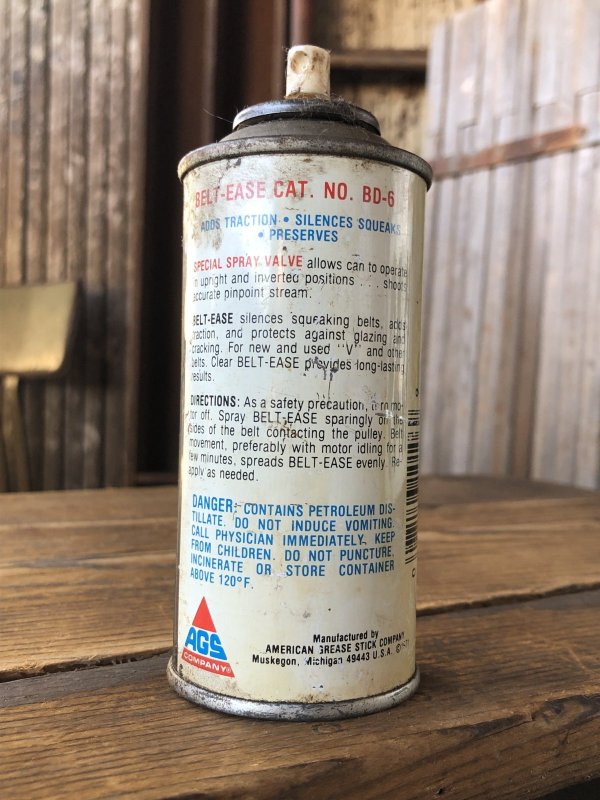 BELT-EASE CAT. NO. BD-6
ADDS TRACTION • SILENCES SQUEAKS
• PRESERVES
SPECIAL SPRAY VALVE allows can to operate
in upright and inverted positions . . . shoots
accurate pinpoint stream.
BELT-EASE silences squeaking belts, adds
traction, and protects against glazing and
cracking. For new and used "V" and other
belts. Clear BELT-EASE provides long-lasting
results.
DIRECTIONS: As a safety precaution, turn mo-
tor off. Spray BELT-EASE sparingly on the
sides of the belt contacting the pulley. Belt
movement, preferably with motor idling for a
few minutes, spreads BELT-EASE evenly. Re-
apply as needed.
DANGER: CONTAINS PETROLEUM DIS-
TILLATE. DO NOT INDUCE VOMITING.
CALL PHYSICIAN IMMEDIATELY. KEEP
FROM CHILDREN. DO NOT PUNCTURE,
INCINERATE OR STORE CONTAINER
ABOVE 120°F.
AGS
COMPANY®
Manufactured by
AMERICAN GREASE STICK COMPANY
Muskegon, Michigan 49443 U.S.A. ©